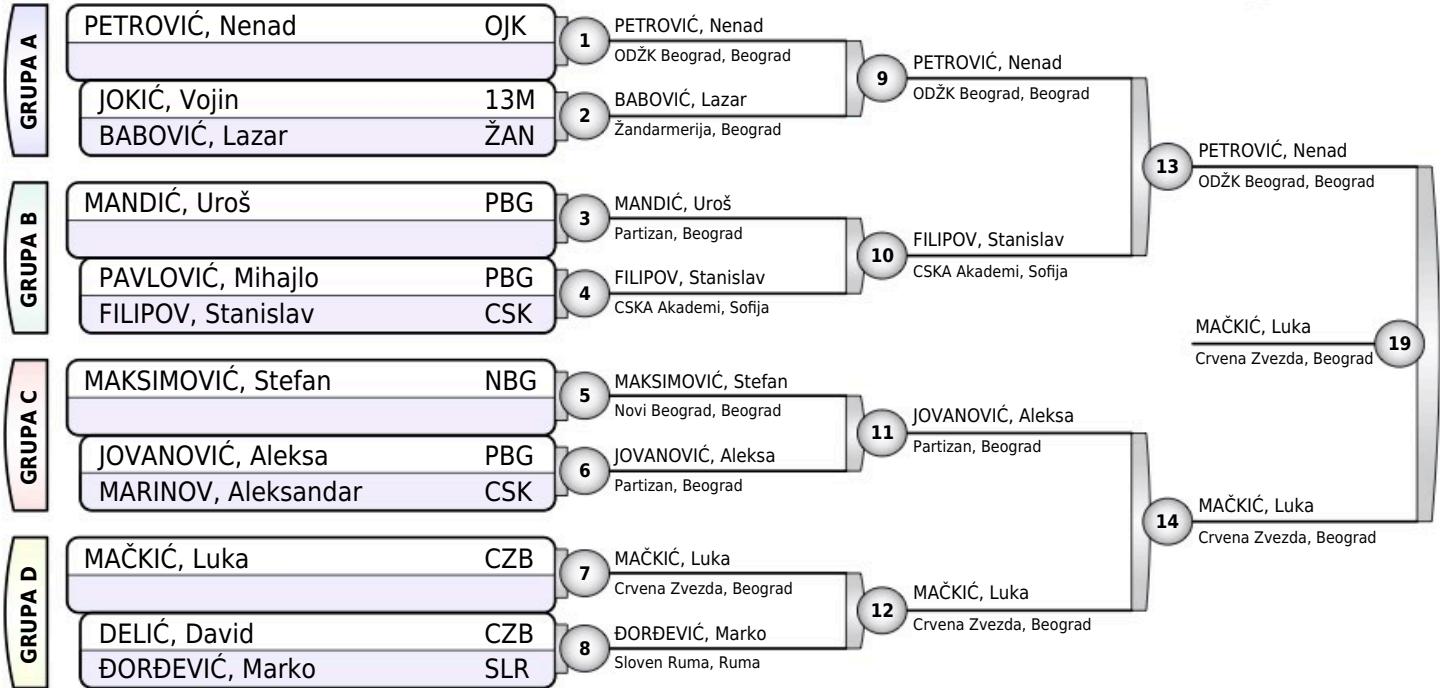 GRUPA A
PETROVIĆ, Nenad OJK
JOKIĆ, Vojin 13M
BABOVIĆ, Lazar ŽAN
GRUPA B
MANDIĆ, Uroš PBG
PAVLOVIĆ, Mihajlo PBG
FILIPOV, Stanislav CSK
GRUPA C
MAKSIMOVIĆ, Stefan NBG
JOVANOVIĆ, Aleksa PBG
MARINOV, Aleksandar CSK
GRUPA D
MAČKIĆ, Luka CZB
DELIĆ, David CZB
ĐORĐEVIĆ, Marko SLR
1
PETROVIĆ, Nenad
ODŽK Beograd, Beograd
2
BABOVIĆ, Lazar
Žandarmerija, Beograd
3
MANDIĆ, Uroš
Partizan, Beograd
4
FILIPOV, Stanislav
CSKA Akademi, Sofija
5
MAKSIMOVIĆ, Stefan
Novi Beograd, Beograd
6
JOVANOVIĆ, Aleksa
Partizan, Beograd
7
MAČKIĆ, Luka
Crvena Zvezda, Beograd
8
ĐORĐEVIĆ, Marko
Sloven Ruma, Ruma
9
PETROVIĆ, Nenad
ODŽK Beograd, Beograd
10
FILIPOV, Stanislav
CSKA Akademi, Sofija
11
JOVANOVIĆ, Aleksa
Partizan, Beograd
12
MAČKIĆ, Luka
Crvena Zvezda, Beograd
13
PETROVIĆ, Nenad
ODŽK Beograd, Beograd
14
MAČKIĆ, Luka
Crvena Zvezda, Beograd
MAČKIĆ, Luka
Crvena Zvezda, Beograd
19